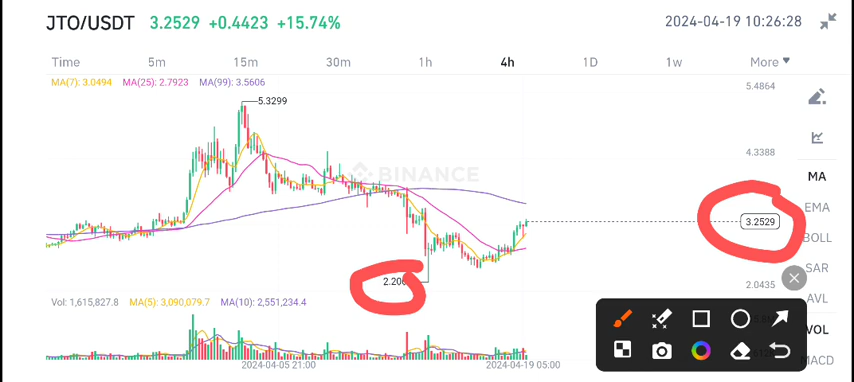 JTO/USDT 3.2529 +0.4423 +15.74% 2024-04-19 10:26:28
Time 5m 15m 30m 1h 4h 1D 1w More
MA(7): 3.0494 MA(25): 2.7923 MA(99): 3.5606
5.4864
5.3299
4.3388
BINANCE
MA
EMA
3.2529
BOLL
SAR
2.20
2.0435
AVL
Vol: 1,615,827.8 MA(5): 3,090,079.7 MA(10): 2,551,234.4
VOL
MACD
2024-04-05 21:00 2024-04-19 05:00